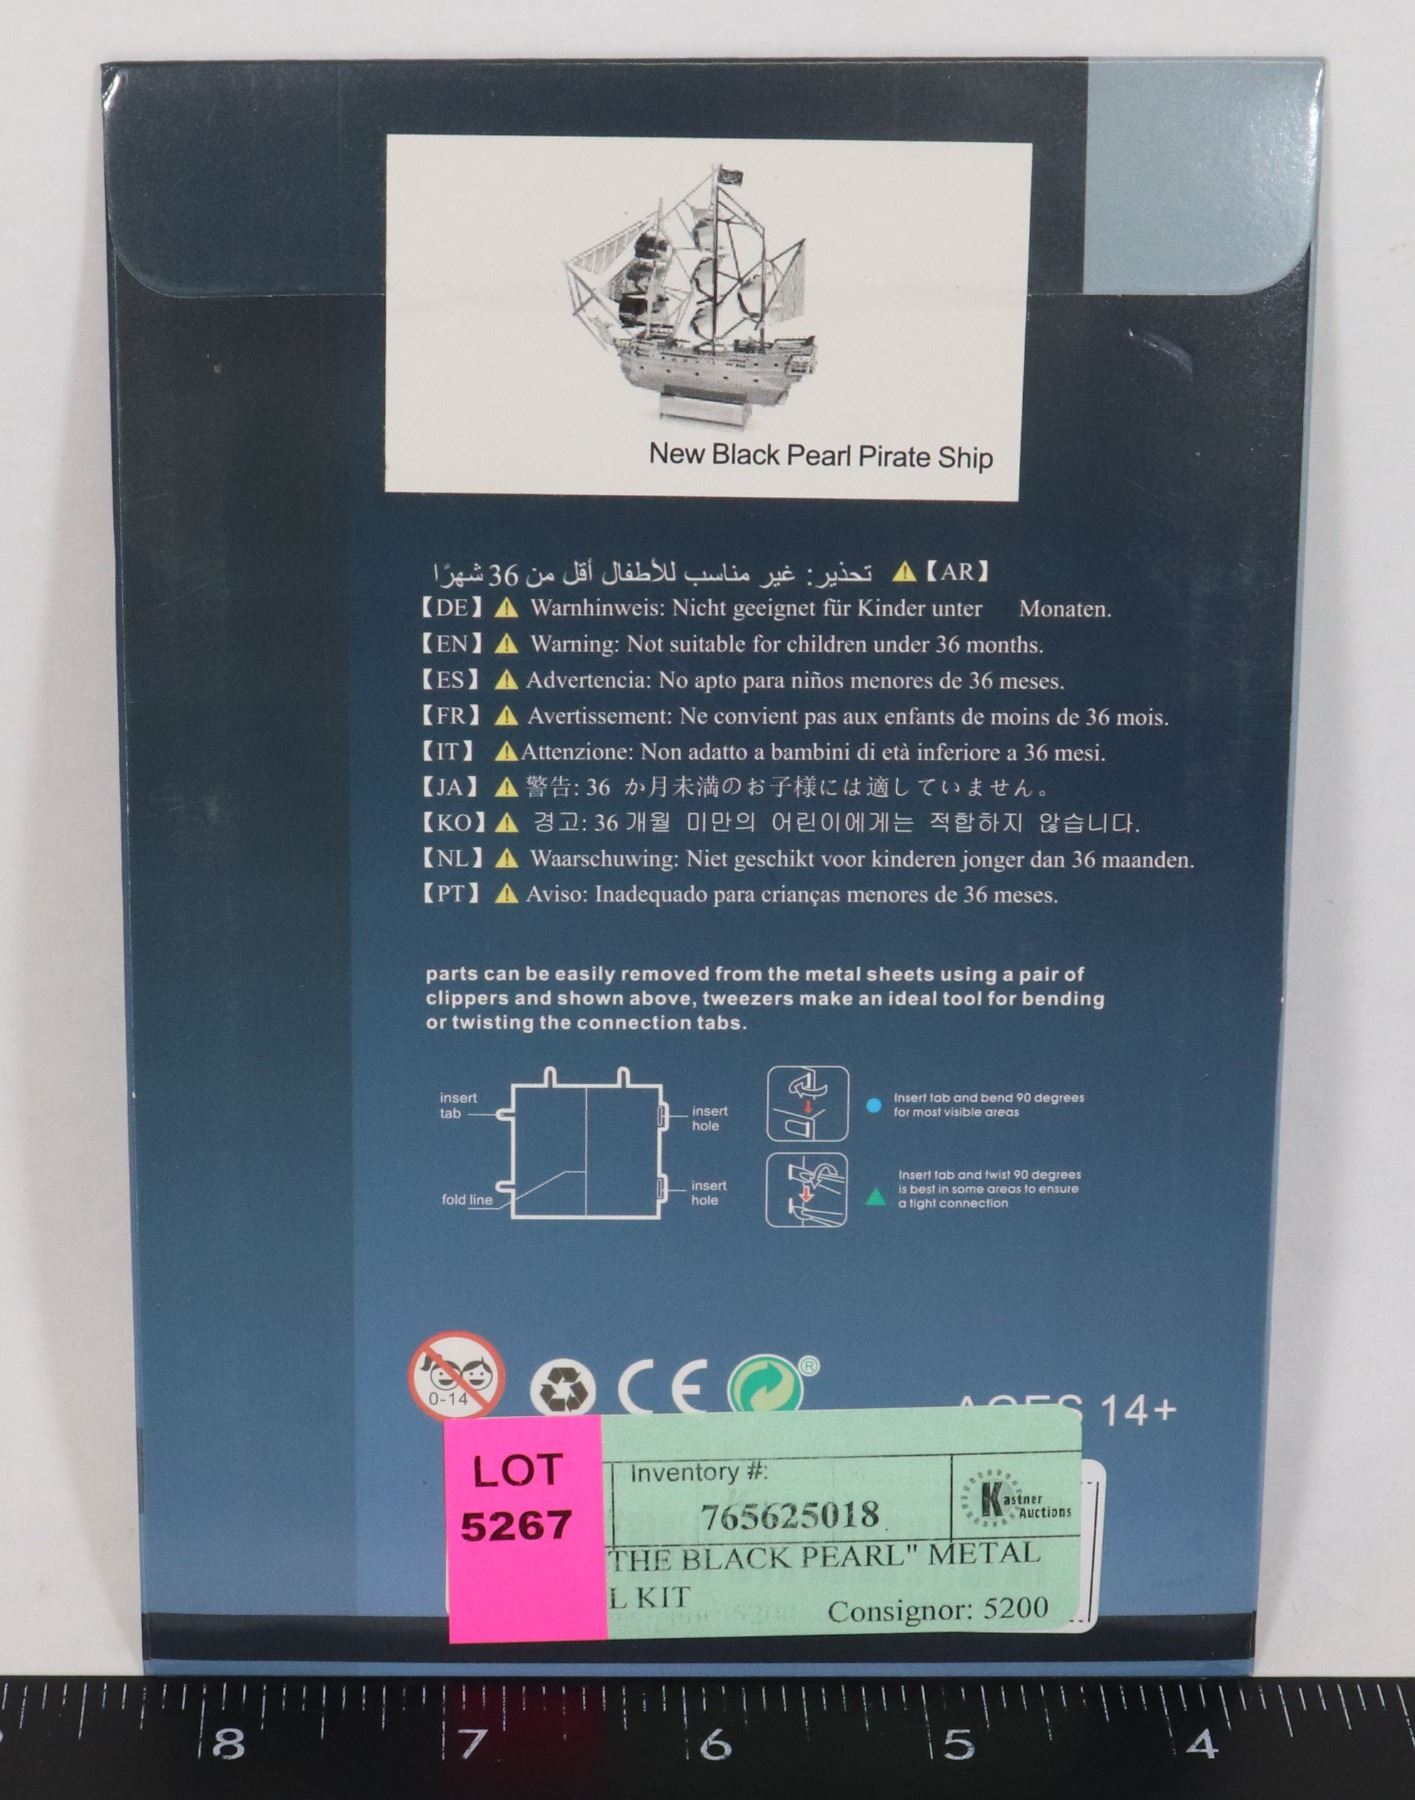 New Black Pearl Pirate Ship
تحذير: غير مناسب للأطفال أقل من 36 شهرًا 【AR】
【DE】 Warnhinweis: Nicht geeignet für Kinder unter Monaten.
【EN】 Warning: Not suitable for children under 36 months.
【ES】 Advertencia: No apto para niños menores de 36 meses.
【FR】 Avertissement: Ne convient pas aux enfants de moins de 36 mois.
【IT】 Attenzione: Non adatto a bambini di età inferiore a 36 mesi.
【JA】 警告: 36 か月未満のお子様には適していません。
【KO】 경고: 36 개월 미만의 어린이에게는 적합하지 않습니다.
【NL】 Waarschuwing: Niet geschikt voor kinderen jonger dan 36 maanden.
【PT】 Aviso: Inadequado para crianças menores de 36 meses.
parts can be easily removed from the metal sheets using a pair of
clippers and shown above, tweezers make an ideal tool for bending
or twisting the connection tabs.
insert
tab
fold line
insert
hole
insert
hole
Insert tab and bend 90 degrees
for most visible areas
Insert tab and twist 90 degrees
is best in some areas to ensure
a tight connection
0-14
CE
®
AGES 14+
LOT
5267
Inventory #:
765625018
Kastner
Auctions
THE BLACK PEARL" METAL
L KIT
Consignor: 5200
8 7 6 5 4